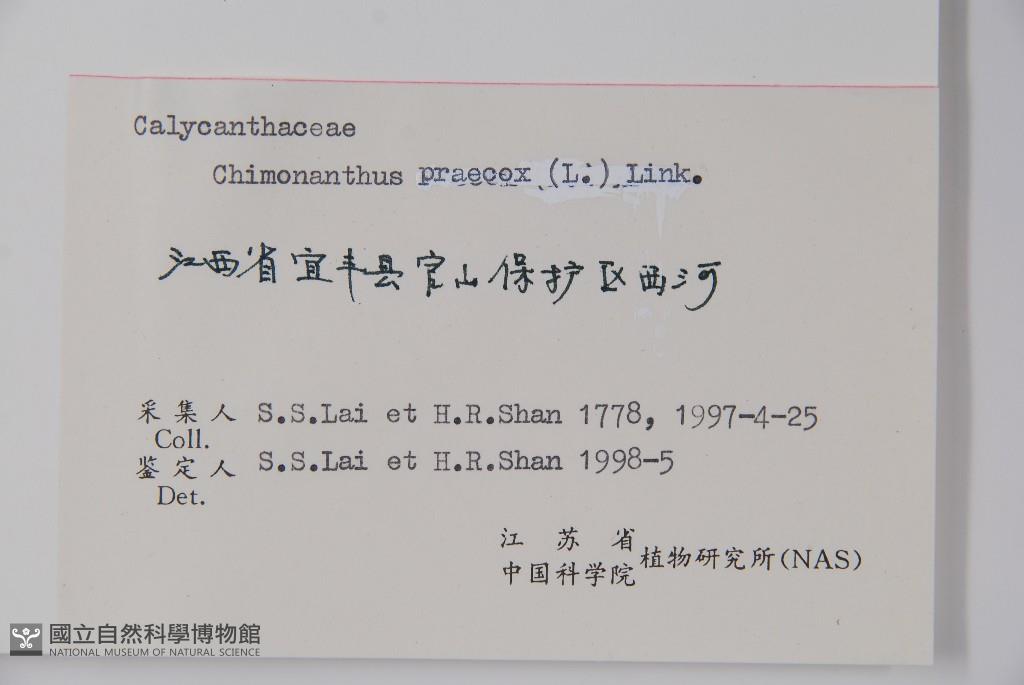 Calycanthaceae
Chimonanthus praecox (L.) Link.
江西省宜丰县官山保护区西河
采集人 S.S.Lai et H.R.Shan 1778, 1997-4-25
Coll.
鉴定人 S.S.Lai et H.R.Shan 1998-5
Det.
江苏省
中国科学院 植物研究所(NAS)
國立自然科學博物館
NATIONAL MUSEUM OF NATURAL SCIENCE